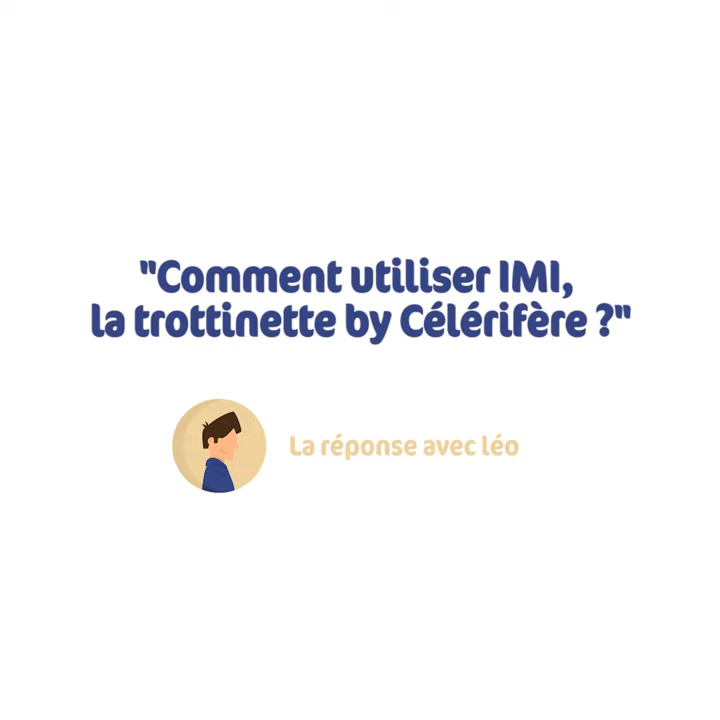 "Comment utiliser IMI,
la trottinette by Célérifère ?"
La réponse avec léo